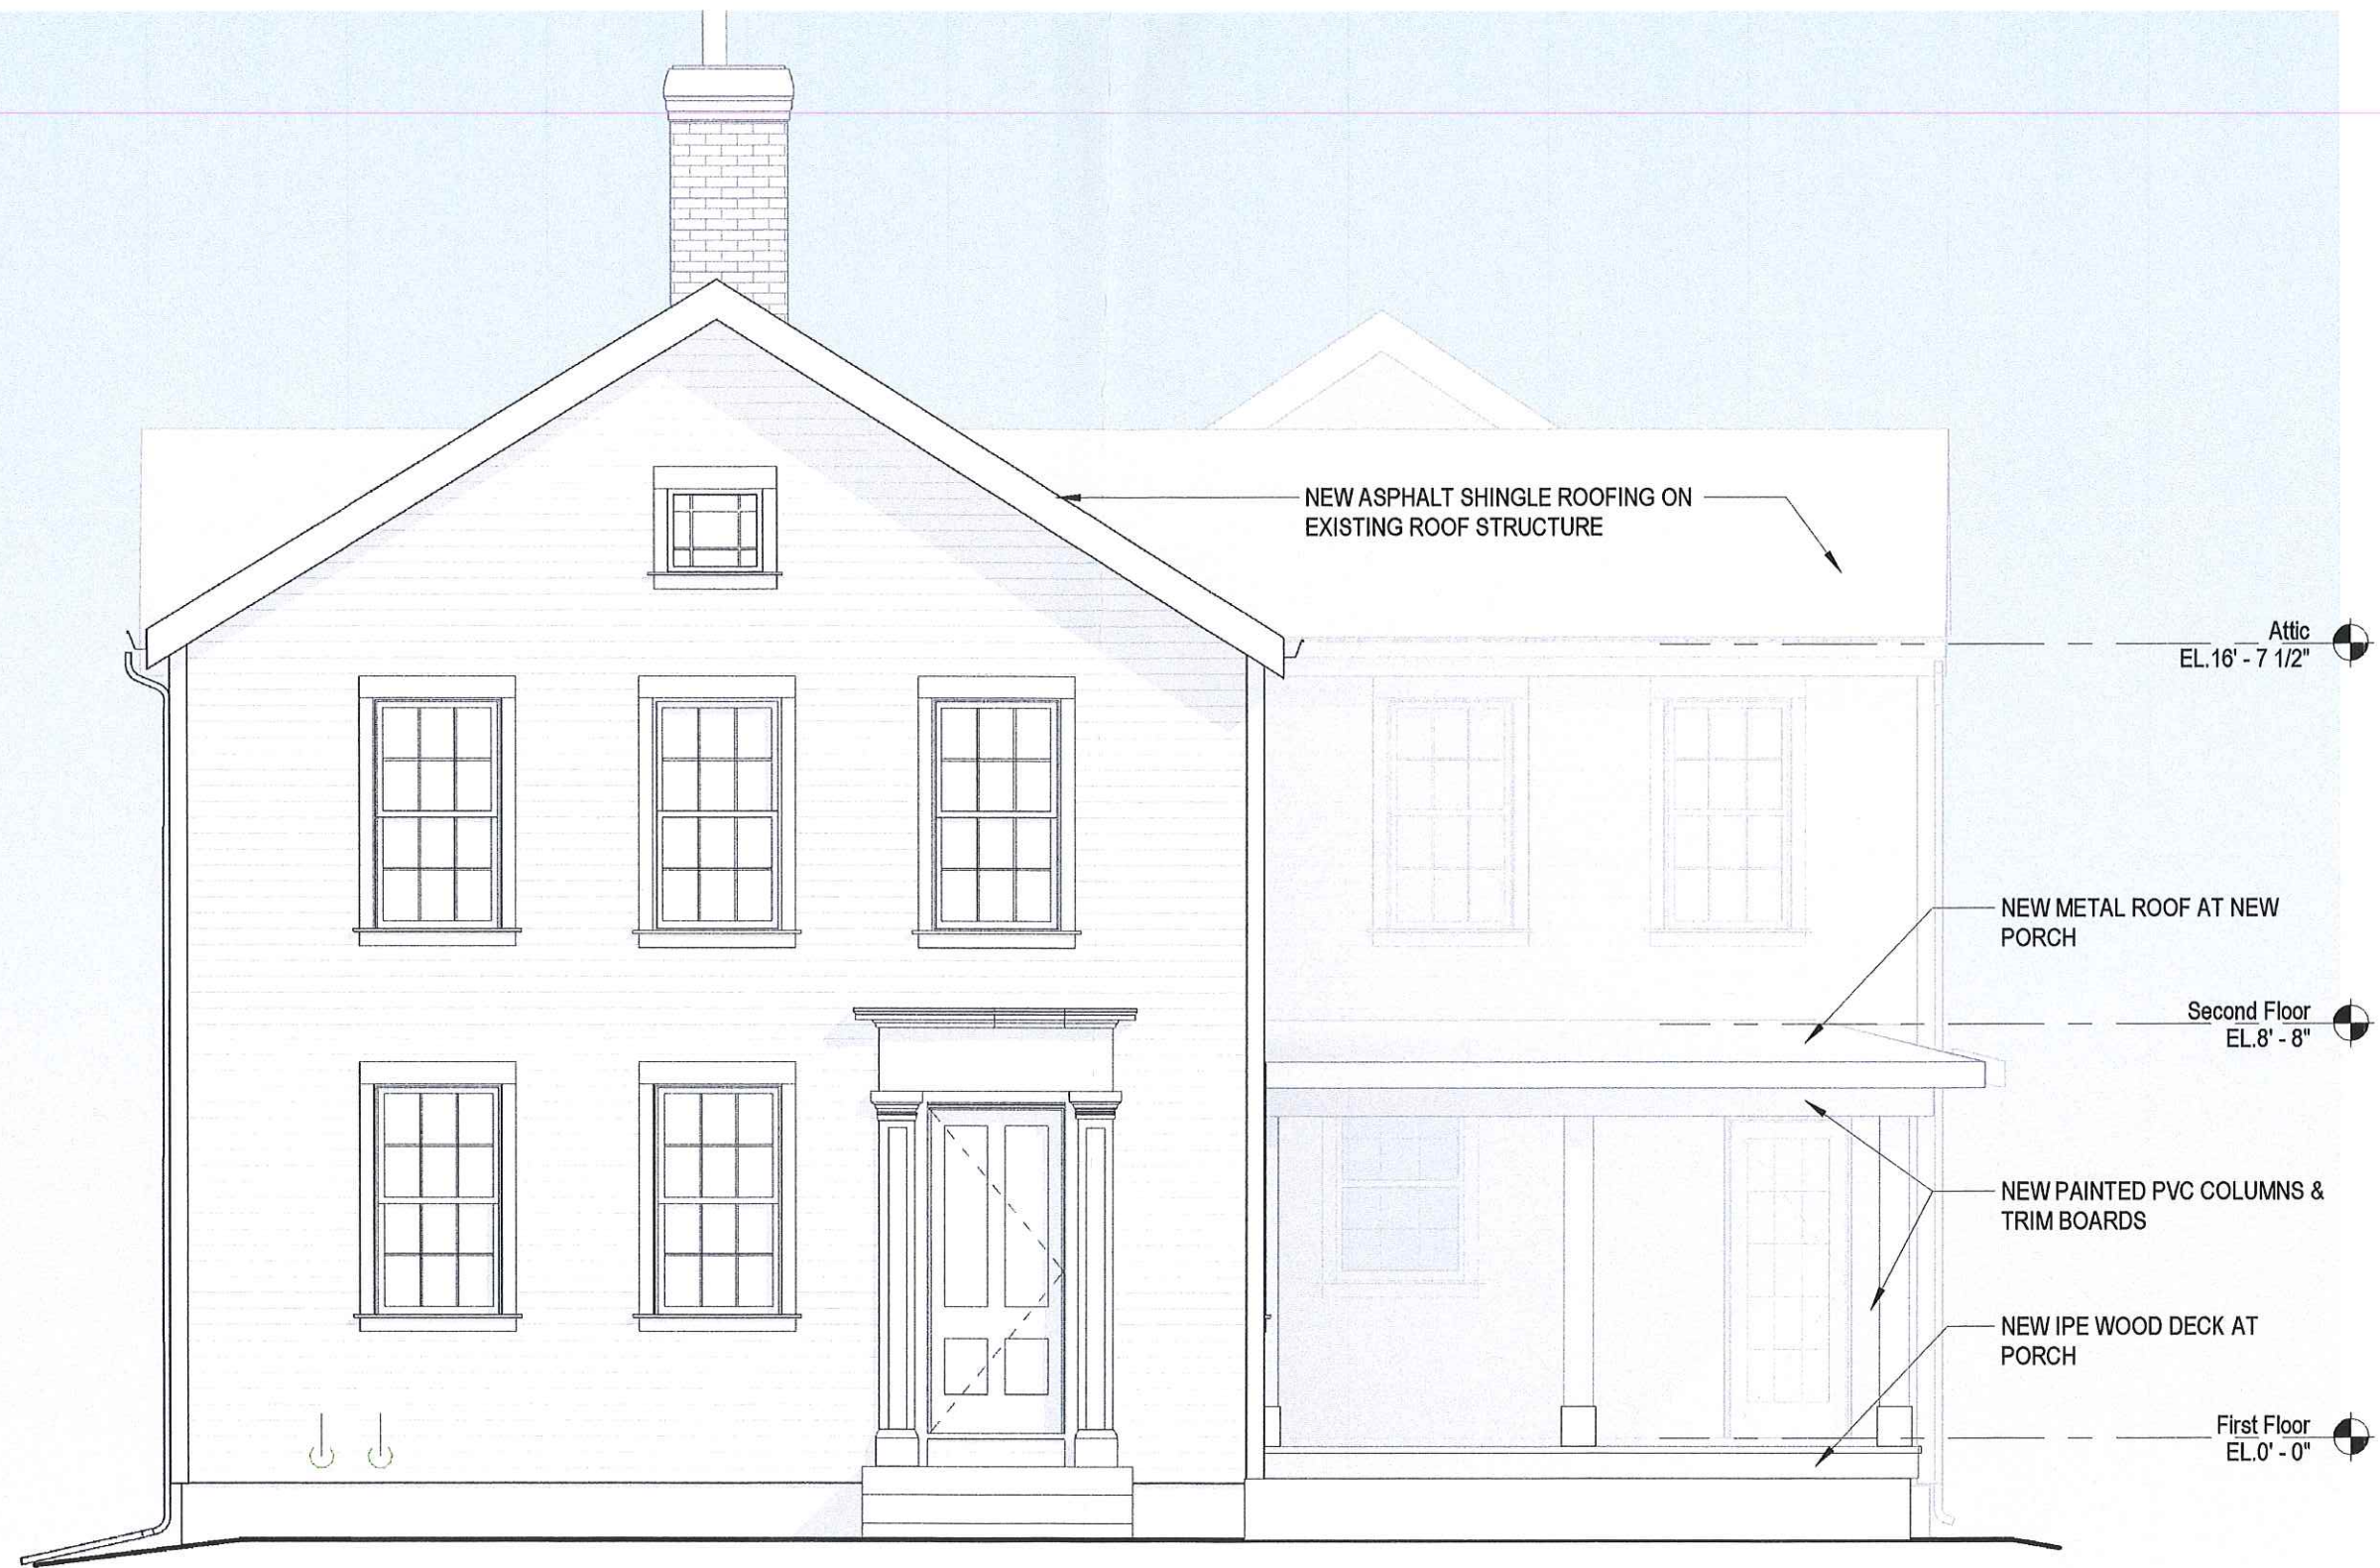 NEW ASPHALT SHINGLE ROOFING ON
EXISTING ROOF STRUCTURE
Attic
EL.16' - 7 1/2"
NEW METAL ROOF AT NEW
PORCH
Second Floor
EL.8' - 8"
NEW PAINTED PVC COLUMNS &
TRIM BOARDS
NEW IPE WOOD DECK AT
PORCH
First Floor
EL.0' - 0"